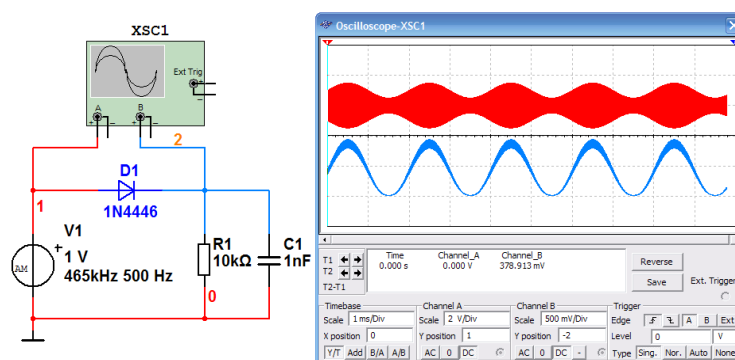 XSC1
Ext Trig
+
-
A
B
+ - + -
2
D1
1N4446
1
V1
+
1 V
AM
465kHz 500 Hz
R1
10kΩ
C1
1nF
0
Oscilloscope-XSC1
Time Channel_A Channel_B
T1 0.000 s 0.000 V 378.913 mV
T2
T2-T1
Reverse
Save
Ext. Trigger
Timebase
Scale 1 ms/Div
X position 0
Y/T Add B/A A/B
Channel A
Scale 2 V/Div
Y position 1
AC 0 DC
Channel B
Scale 500 mV/Div
Y position -2
AC 0 DC -
Trigger
Edge A B Ext
Level 0 V
Type Sing. Nor. Auto None